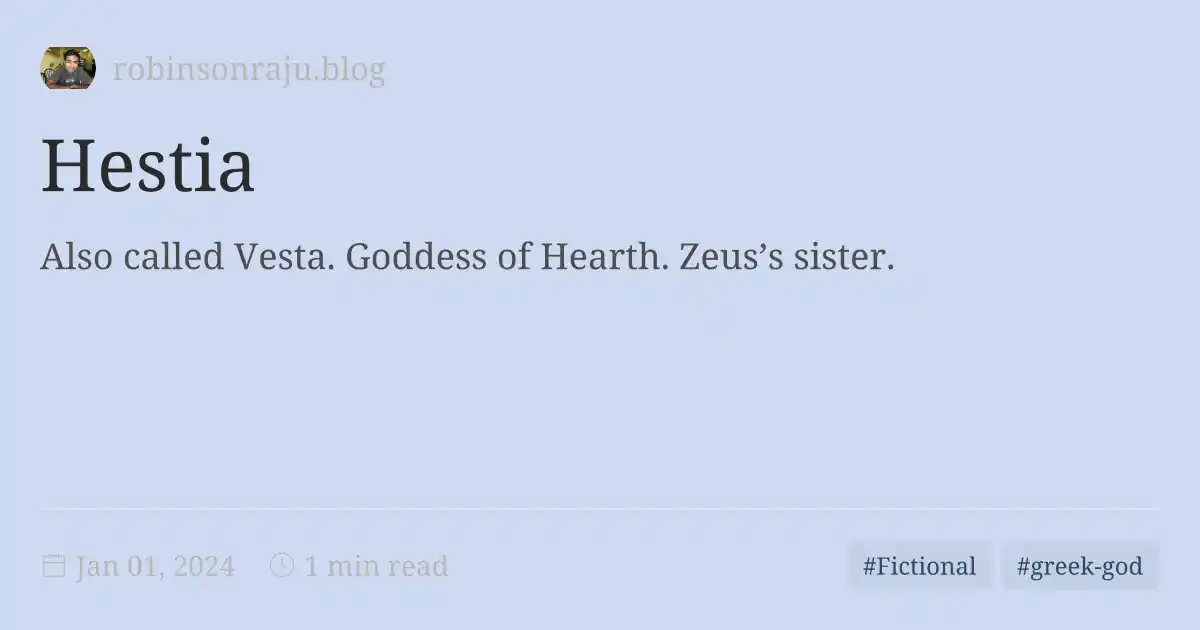 robinsonraju.blog
Hestia
Also called Vesta. Goddess of Hearth. Zeus’s sister.
Jan 01, 2024 1 min read #Fictional #greek-god